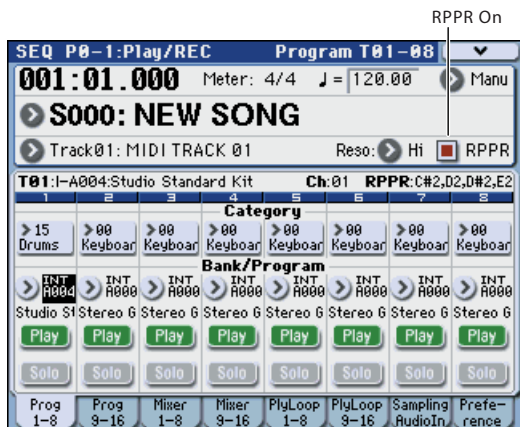 RPPR On
SEQ P0-1:Play/REC Program T01-08
001:01.000 Meter: 4/4 ♩= 120.00 Manu
S000: NEW SONG
Track01: MIDI TRACK 01 Reso: Hi RPPR
T01:I-A004:Studio Standard Kit Ch:01 RPPR:C#2,D2,D#2,E2
1 2 3 4 5 6 7 8
Category
15 00 00 00 00 00 00 00
Drums Keyboar Keyboar Keyboar Keyboar Keyboar Keyboar Keyboar
Bank/Program
INT INT INT INT INT INT INT INT
A004 A000 A000 A000 A000 A000 A000 A000
Studio St Stereo G Stereo G Stereo G Stereo G Stereo G Stereo G Stereo G
Play Play Play Play Play Play Play Play
Solo Solo Solo Solo Solo Solo Solo Solo
Prog Prog Mixer Mixer PlyLoop PlyLoop Sampling Prefe-
1-8 9-16 1-8 9-16 1-8 9-16 AudioIn rence